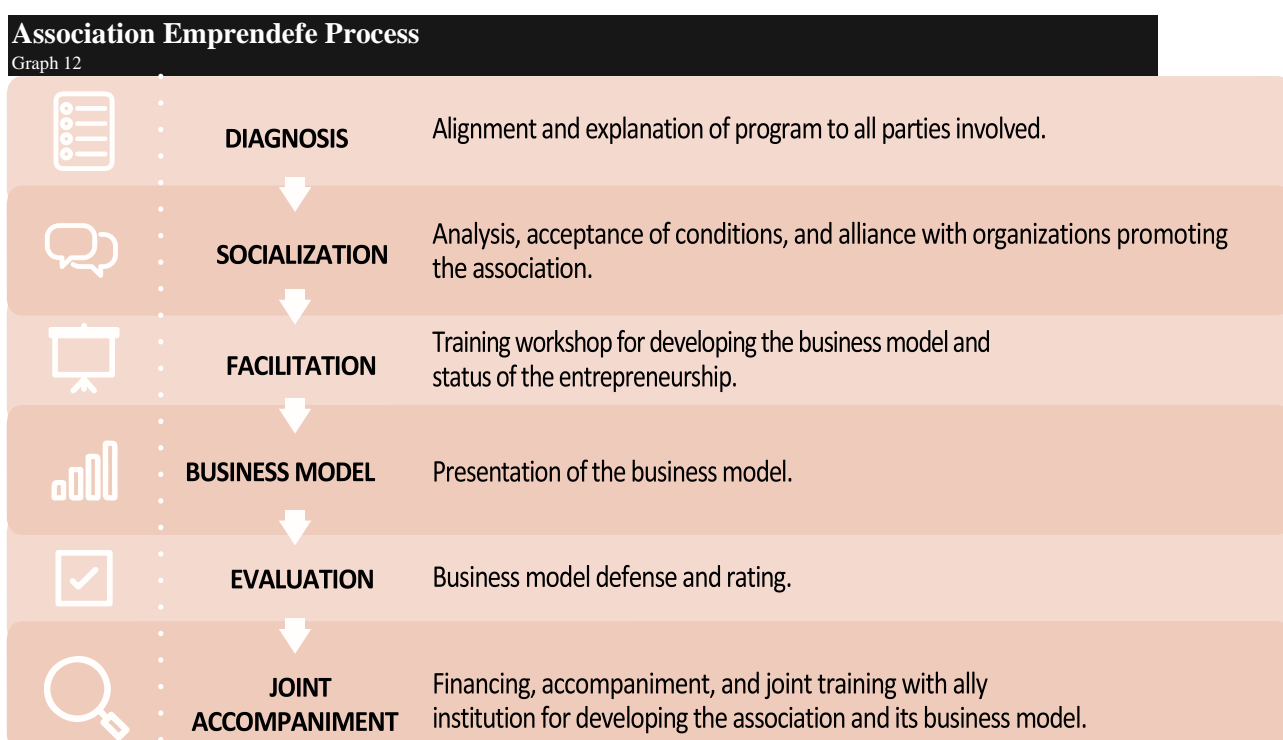 Association Emprendefe Process
Graph 12
DIAGNOSIS
Alignment and explanation of program to all parties involved.
SOCIALIZATION
Analysis, acceptance of conditions, and alliance with organizations promoting
the association.
FACILITATION
Training workshop for developing the business model and
status of the entrepreneurship.
BUSINESS MODEL
Presentation of the business model.
EVALUATION
Business model defense and rating.
JOINT
ACCOMPANIMENT
Financing, accompaniment, and joint training with ally
institution for developing the association and its business model.